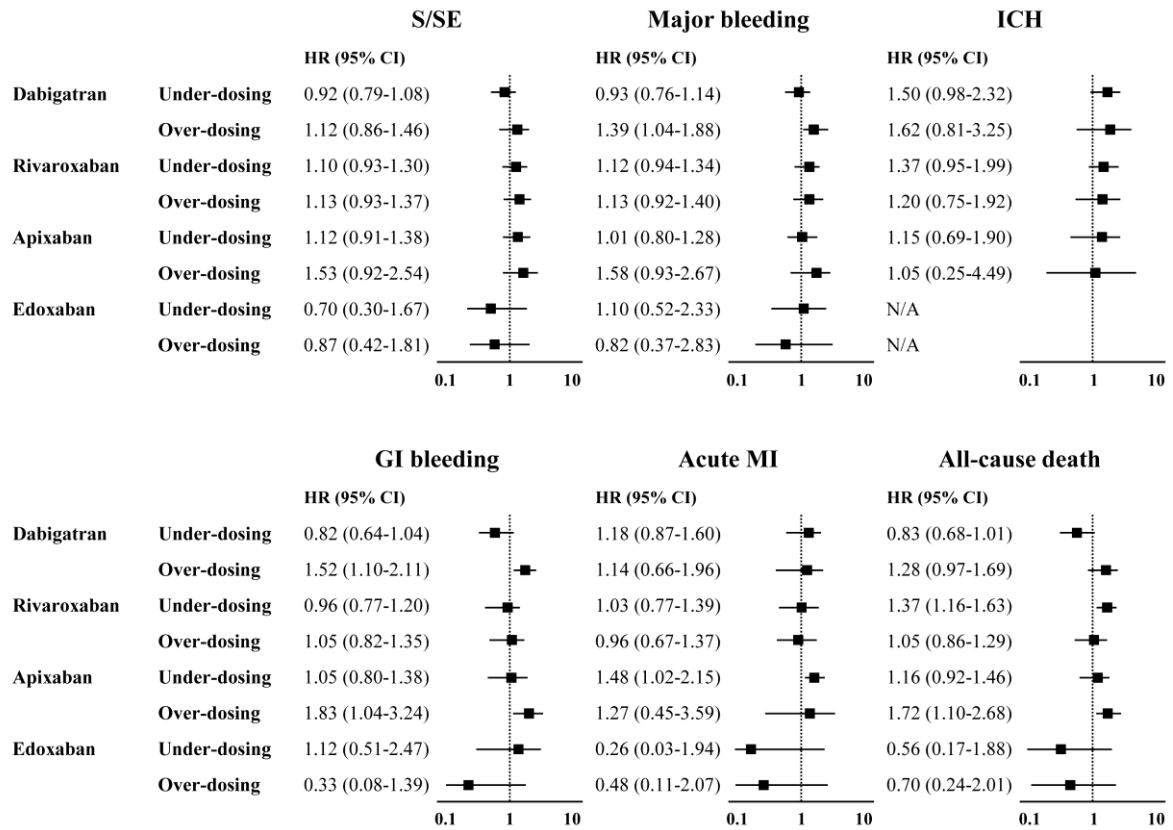 S/SE Major bleeding ICH
HR (95% CI) HR (95% CI) HR (95% CI)
Dabigatran Under-dosing 0.92 (0.79-1.08) 0.93 (0.76-1.14) 1.50 (0.98-2.32)
Over-dosing 1.12 (0.86-1.46) 1.39 (1.04-1.88) 1.62 (0.81-3.25)
Rivaroxaban Under-dosing 1.10 (0.93-1.30) 1.12 (0.94-1.34) 1.37 (0.95-1.99)
Over-dosing 1.13 (0.93-1.37) 1.13 (0.92-1.40) 1.20 (0.75-1.92)
Apixaban Under-dosing 1.12 (0.91-1.38) 1.01 (0.80-1.28) 1.15 (0.69-1.90)
Over-dosing 1.53 (0.92-2.54) 1.58 (0.93-2.67) 1.05 (0.25-4.49)
Edoxaban Under-dosing 0.70 (0.30-1.67) 1.10 (0.52-2.33) N/A
Over-dosing 0.87 (0.42-1.81) 0.82 (0.37-2.83) N/A
0.1 1 10 0.1 1 10 0.1 1 10
GI bleeding Acute MI All-cause death
HR (95% CI) HR (95% CI) HR (95% CI)
Dabigatran Under-dosing 0.82 (0.64-1.04) 1.18 (0.87-1.60) 0.83 (0.68-1.01)
Over-dosing 1.52 (1.10-2.11) 1.14 (0.66-1.96) 1.28 (0.97-1.69)
Rivaroxaban Under-dosing 0.96 (0.77-1.20) 1.03 (0.77-1.39) 1.37 (1.16-1.63)
Over-dosing 1.05 (0.82-1.35) 0.96 (0.67-1.37) 1.05 (0.86-1.29)
Apixaban Under-dosing 1.05 (0.80-1.38) 1.48 (1.02-2.15) 1.16 (0.92-1.46)
Over-dosing 1.83 (1.04-3.24) 1.27 (0.45-3.59) 1.72 (1.10-2.68)
Edoxaban Under-dosing 1.12 (0.51-2.47) 0.26 (0.03-1.94) 0.56 (0.17-1.88)
Over-dosing 0.33 (0.08-1.39) 0.48 (0.11-2.07) 0.70 (0.24-2.01)
0.1 1 10 0.1 1 10 0.1 1 10